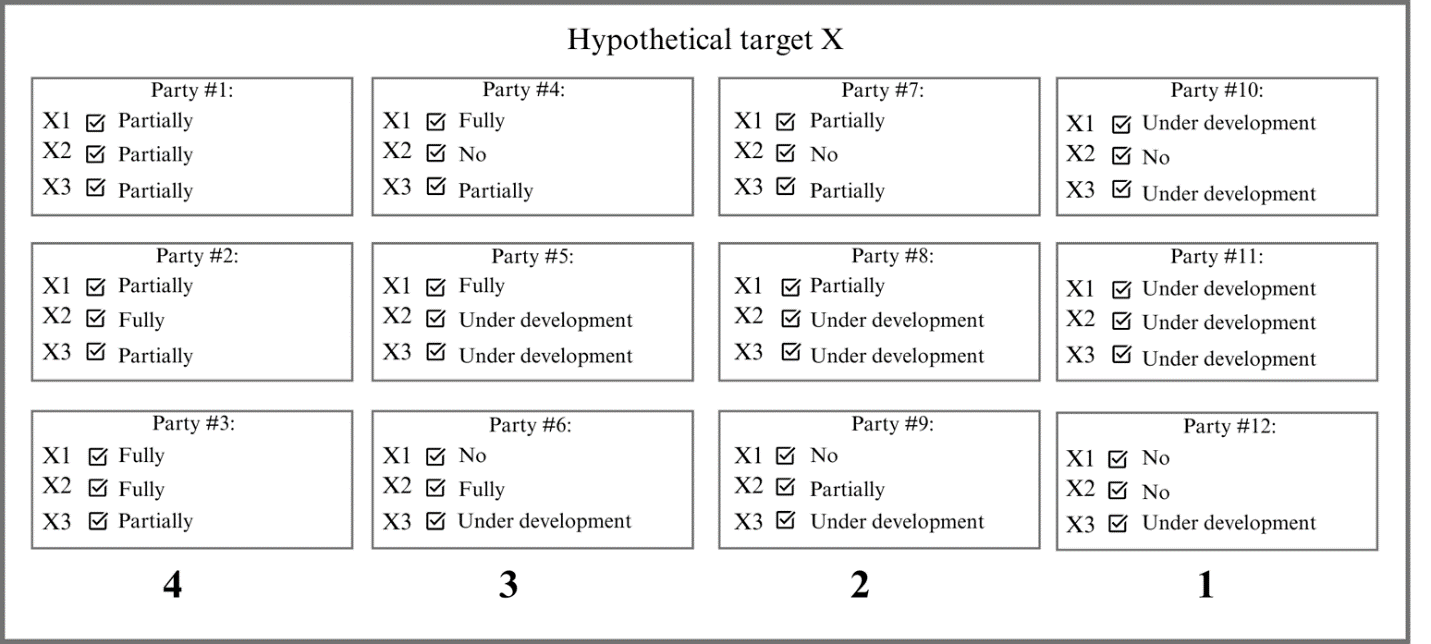 Hypothetical target X
Party #1:
X1 ☑ Partially
X2 ☑ Partially
X3 ☑ Partially
Party #4:
X1 ☑ Fully
X2 ☑ No
X3 ☑ Partially
Party #7:
X1 ☑ Partially
X2 ☑ No
X3 ☑ Partially
Party #10:
X1 ☑ Under development
X2 ☑ No
X3 ☑ Under development
Party #2:
X1 ☑ Partially
X2 ☑ Fully
X3 ☑ Partially
Party #5:
X1 ☑ Fully
X2 ☑ Under development
X3 ☑ Under development
Party #8:
X1 ☑ Partially
X2 ☑ Under development
X3 ☑ Under development
Party #11:
X1 ☑ Under development
X2 ☑ Under development
X3 ☑ Under development
Party #3:
X1 ☑ Fully
X2 ☑ Fully
X3 ☑ Partially
Party #6:
X1 ☑ No
X2 ☑ Fully
X3 ☑ Under development
Party #9:
X1 ☑ No
X2 ☑ Partially
X3 ☑ Under development
Party #12:
X1 ☑ No
X2 ☑ No
X3 ☑ Under development
4 3 2 1